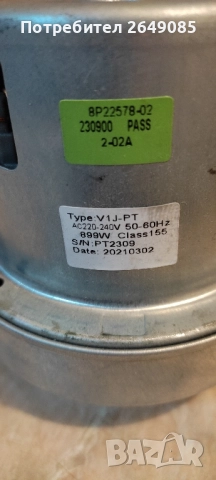 Потребител 2649085
8P22578-02
230900 PASS
2-02A
Type:V1J-PT
AC220-240V 50-60Hz
899W Class155
S/N:PT2309
Date: 20210302
bazar